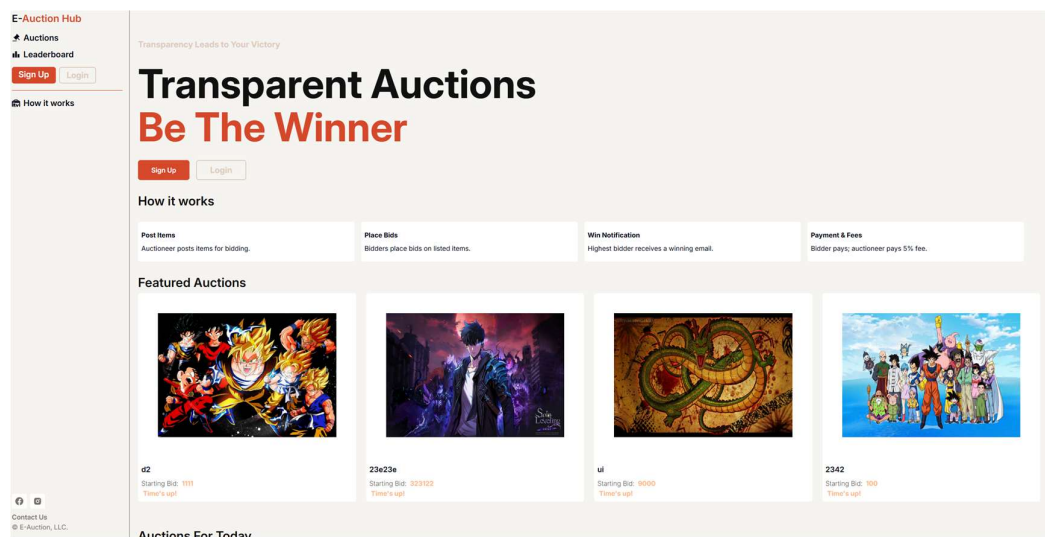 E-Auction Hub
Auctions
Leaderboard
Sign Up
Login
How it works
Contact Us
© E-Auction, LLC.
Transparency Leads to Your Victory
Transparent Auctions
Be The Winner
Sign Up
Login
How it works
Post Items
Auctioneer posts items for bidding.
Place Bids
Bidders place bids on listed items.
Win Notification
Highest bidder receives a winning email.
Payment & Fees
Bidder pays; auctioneer pays 5% fee.
Featured Auctions
d2
Starting Bid: 1111
Time's up!
Solo
Leveling
23e23e
Starting Bid: 323122
Time's up!
ui
Starting Bid: 9000
Time's up!
2342
Starting Bid: 100
Time's up!
Auctions For Today